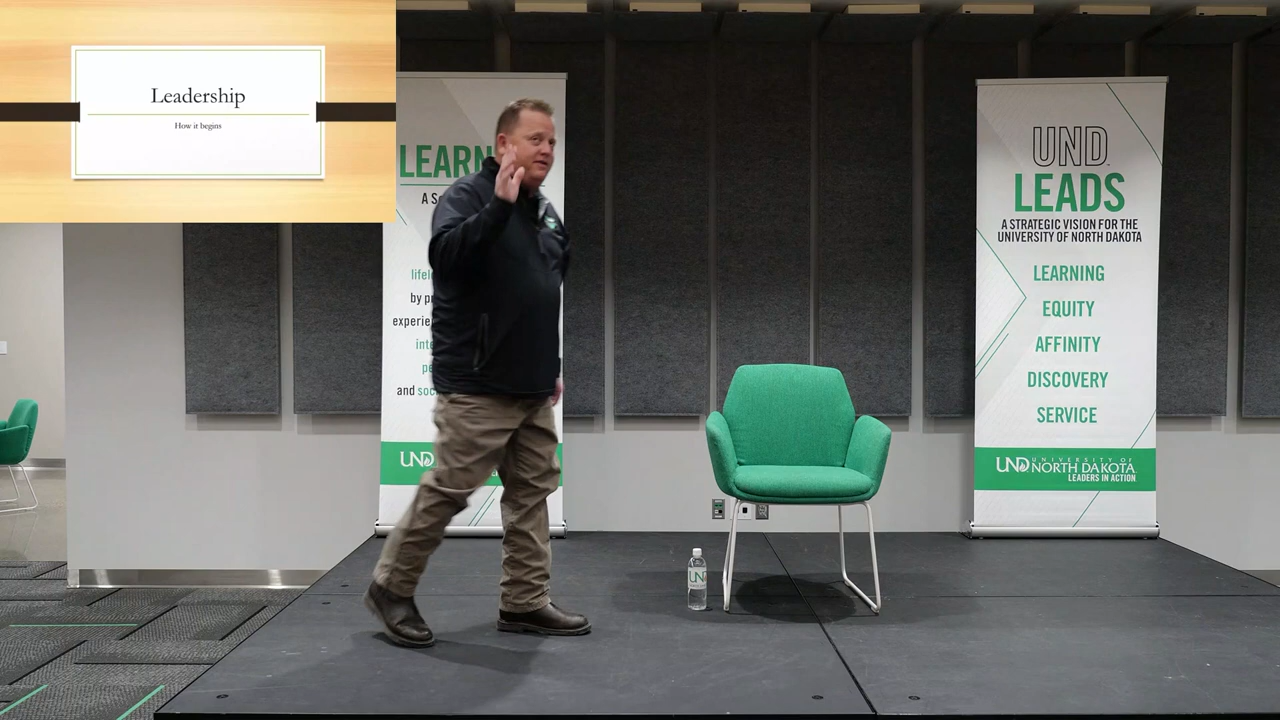 Leadership
How it begins
LEARN
A S
by p
experie
inte
pe
and soc
UND
UND
LEADS
A STRATEGIC VISION FOR THE
UNIVERSITY OF NORTH DAKOTA
LEARNING
EQUITY
AFFINITY
DISCOVERY
SERVICE
UND UNIVERSITY OF
NORTH DAKOTA
LEADERS IN ACTION
UND